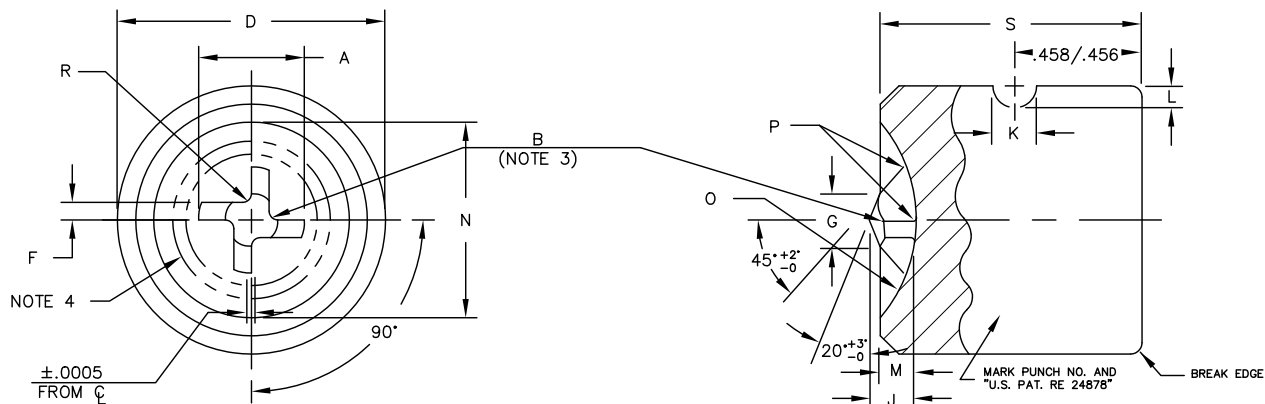 D
A
R
F
NOTE 4
±.0005
FROM ℄
90°
N
B
(NOTE 3)
S
.458/.456
L
K
P
O
G
45°+2°
-0
20°+3°
-0
M
J
MARK PUNCH NO. AND
"U.S. PAT. RE 24878"
BREAK EDGE